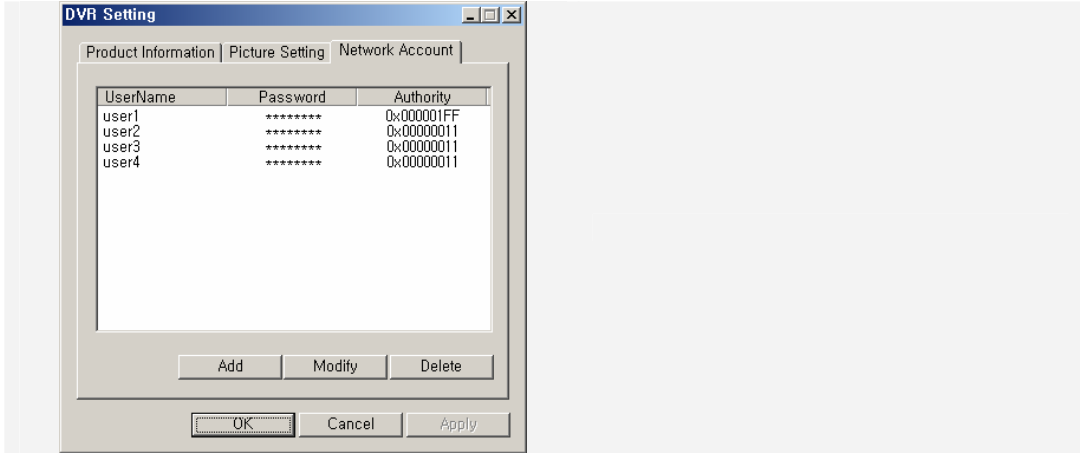 DVR Setting
Product Information Picture Setting Network Account
UserName Password Authority
user1 ******** 0x000001FF
user2 ******** 0x00000011
user3 ******** 0x00000011
user4 ******** 0x00000011
Add Modify Delete
OK Cancel Apply